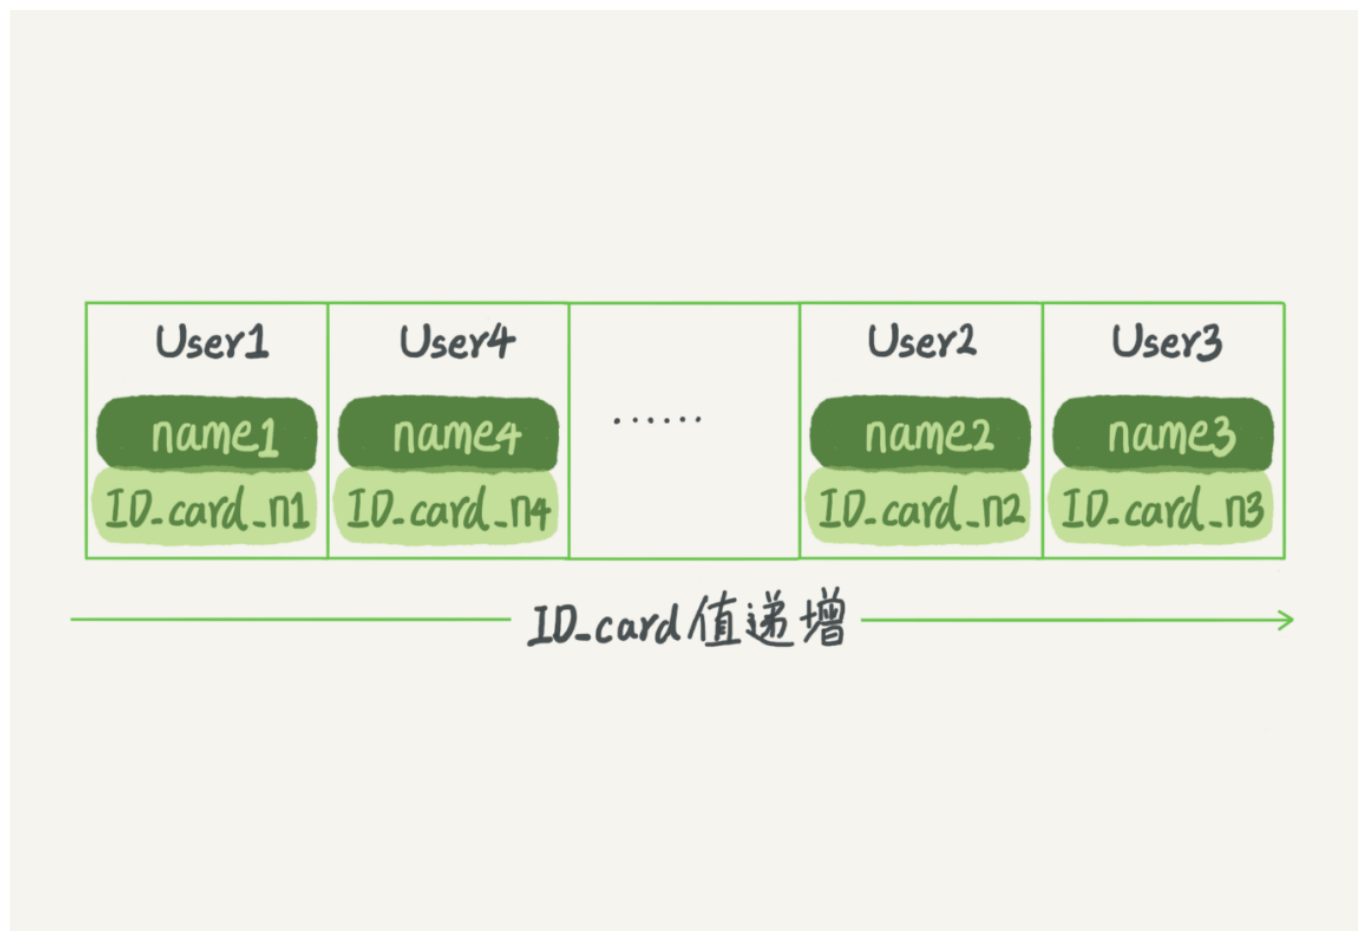 User1 User4 User2 User3
name1 name4 ...... name2 name3
ID_card_n1 ID_card_n4 ID_card_n2 ID_card_n3
ID_card值递增